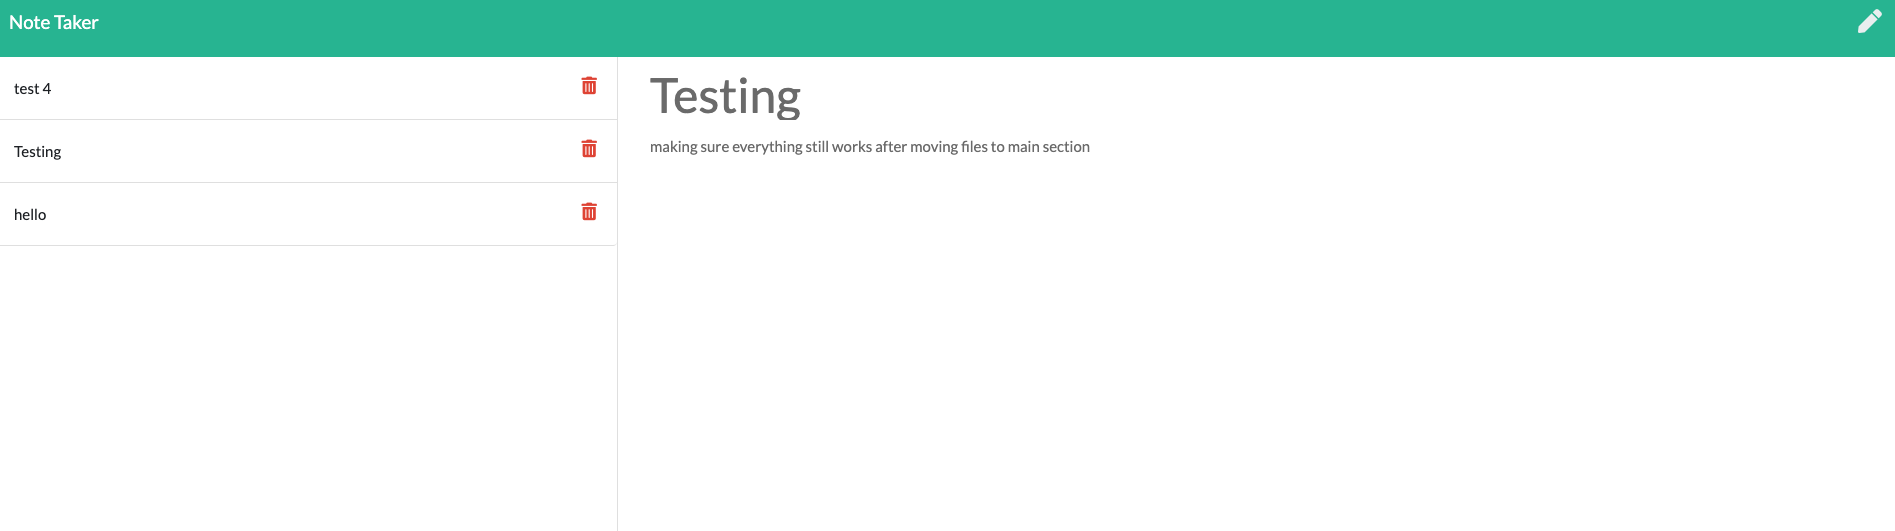 Note Taker
test 4
Testing
hello
Testing
making sure everything still works after moving files to main section